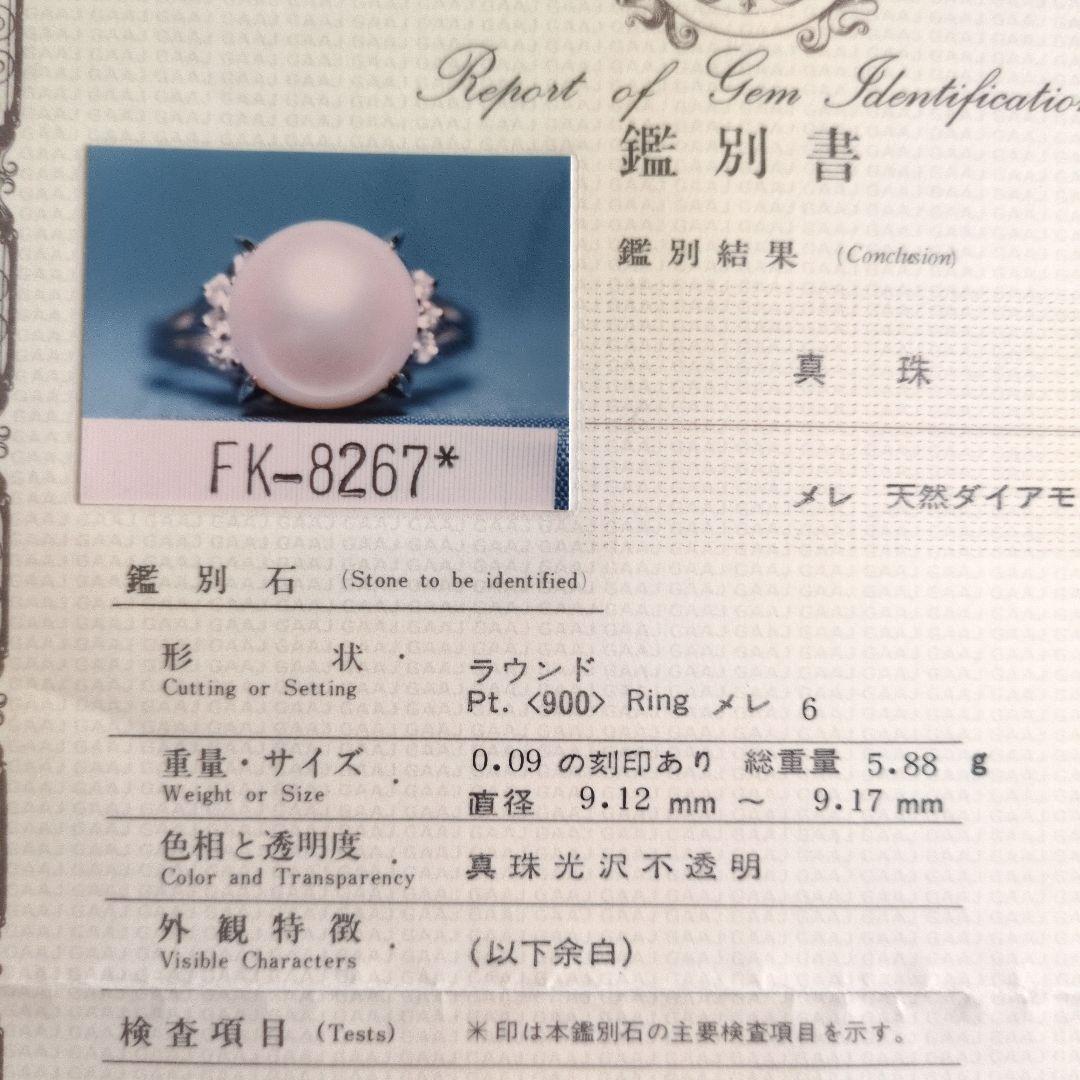 Report of Gem Identification
鑑別書
鑑別結果 (Conclusion)
真 珠
メレ 天然ダイアモ
FK-8267*
鑑別石 (Stone to be identified)
形 状
Cutting or Setting
ラウンド
Pt. <900> Ring メレ 6
重量・サイズ
Weight or Size
0.09 の刻印あり 総重量 5.88 g
直径 9.12 mm ～ 9.17 mm
色相と透明度
Color and Transparency
真珠光沢不透明
外観特徴
Visible Characters
(以下余白)
検査項目 (Tests) ＊印は本鑑別石の主要検査項目を示す。